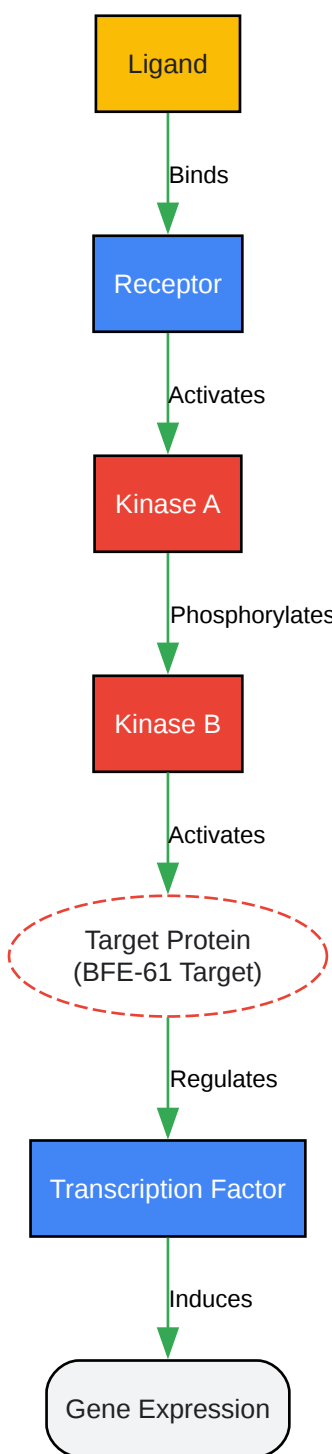 Ligand
Binds
Receptor
Activates
Kinase A
Phosphorylates
Kinase B
Activates
Target Protein
(BFE-61 Target)
Regulates
Transcription Factor
Induces
Gene Expression